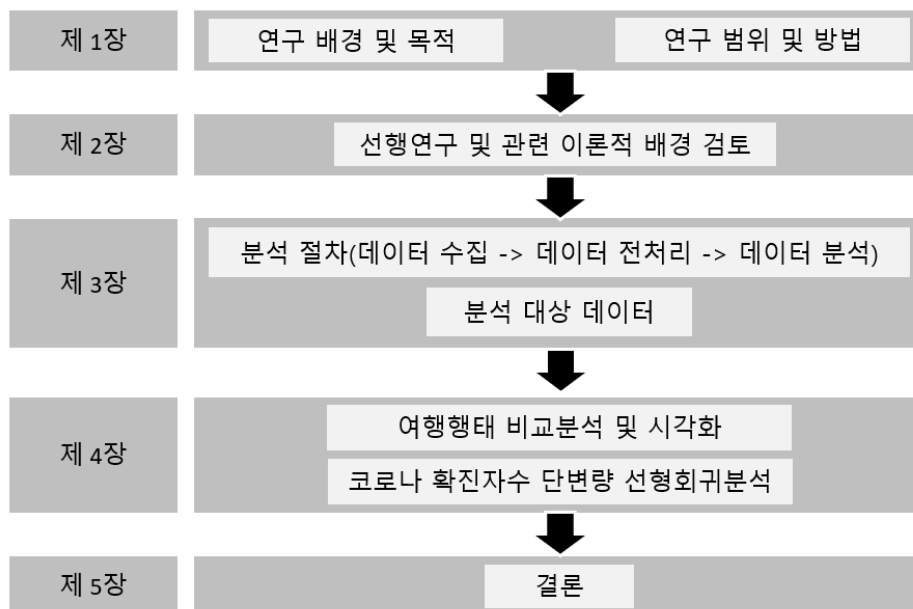 제 1장
연구 배경 및 목적
연구 범위 및 방법
제 2장
선행연구 및 관련 이론적 배경 검토
제 3장
분석 절차(데이터 수집 -> 데이터 전처리 -> 데이터 분석)
분석 대상 데이터
제 4장
여행행태 비교분석 및 시각화
코로나 확진자수 단변량 선형회귀분석
제 5장
결론